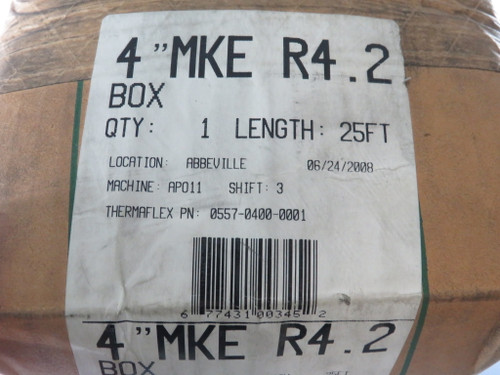 4"MKE R4.2
BOX
QTY: 1 LENGTH: 25FT
LOCATION: ABBEVILLE 06/24/2008
MACHINE: AP011 SHIFT: 3
THERMAFLEX PN: 0557-0400-0001
6 77431 00345 2
4"MKE R4.2
BOX 25FT